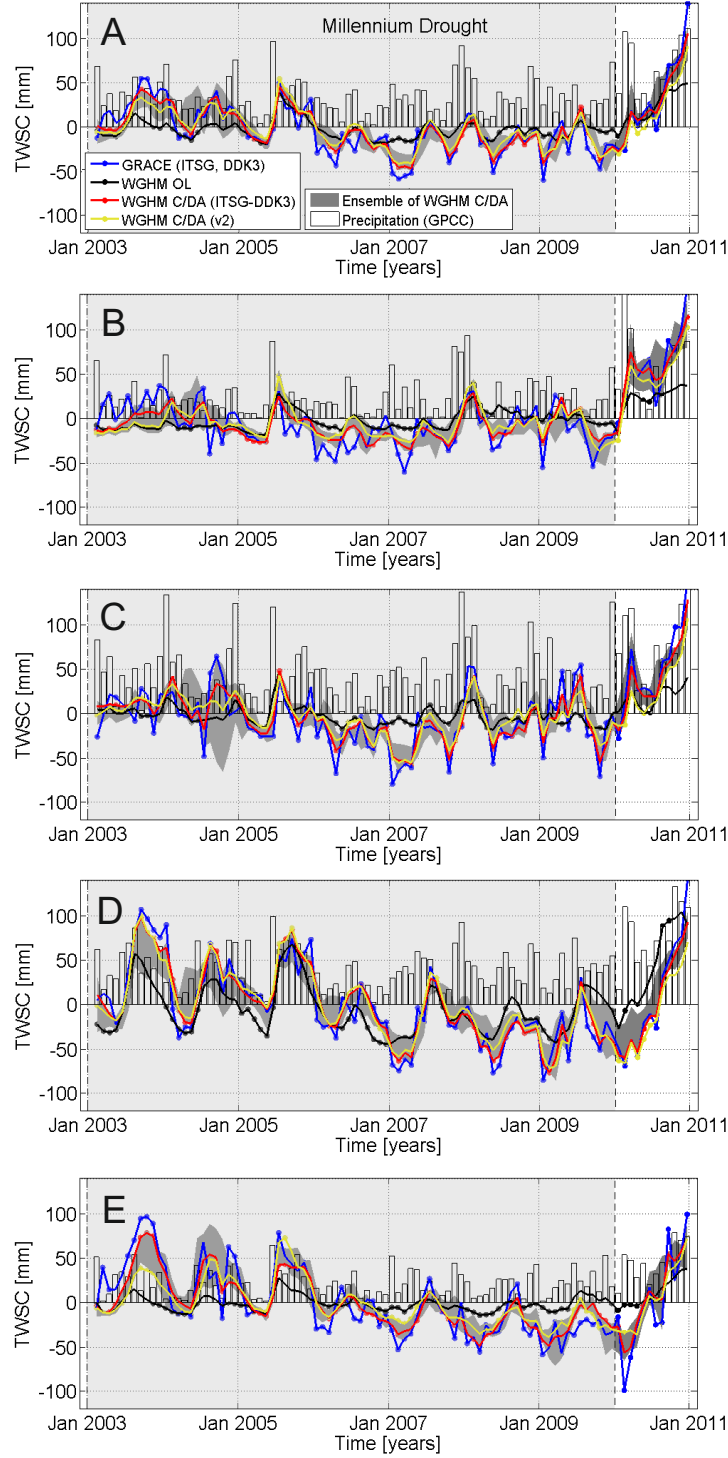 A
Millennium Drought
TWSC [mm]
100
50
0
-50
-100
GRACE (ITSG, DDK3)
WGHM OL
WGHM C/DA (ITSG-DDK3)
WGHM C/DA (v2)
Ensemble of WGHM C/DA
Precipitation (GPCC)
Jan 2003 Jan 2005 Jan 2007 Jan 2009 Jan 2011
Time [years]
B
TWSC [mm]
100
50
0
-50
-100
Jan 2003 Jan 2005 Jan 2007 Jan 2009 Jan 2011
Time [years]
C
TWSC [mm]
100
50
0
-50
-100
Jan 2003 Jan 2005 Jan 2007 Jan 2009 Jan 2011
Time [years]
D
TWSC [mm]
100
50
0
-50
-100
Jan 2003 Jan 2005 Jan 2007 Jan 2009 Jan 2011
Time [years]
E
TWSC [mm]
100
50
0
-50
-100
Jan 2003 Jan 2005 Jan 2007 Jan 2009 Jan 2011
Time [years]